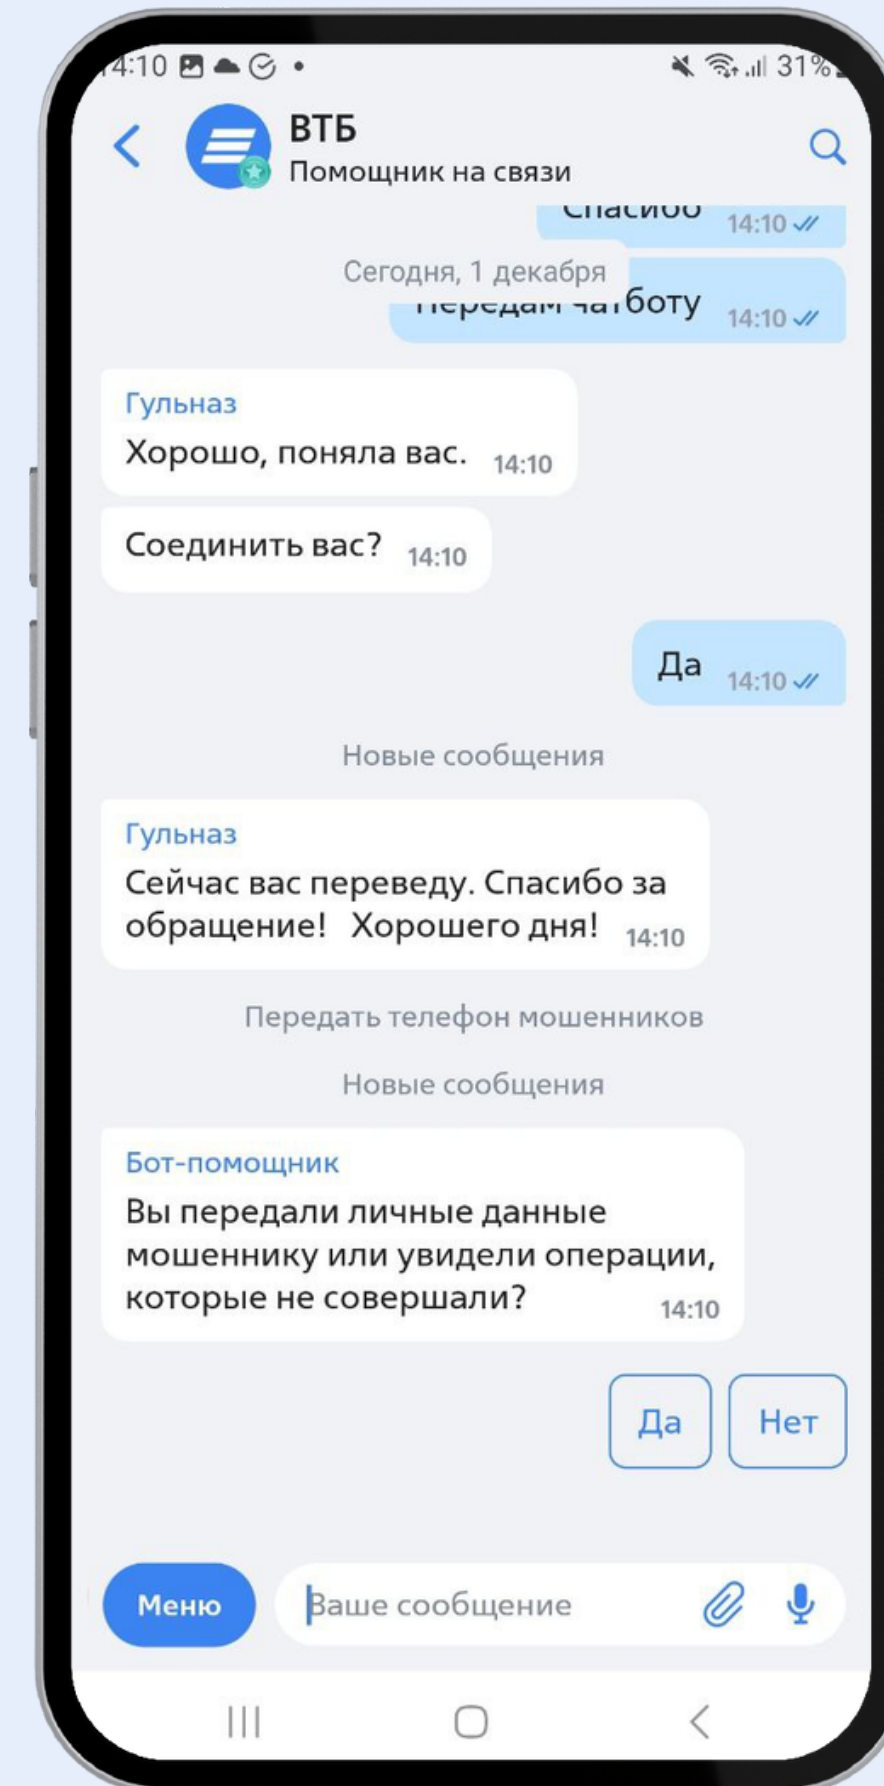 4:10
31%
ВТБ
Помощник на связи
Спасибо 14:10
Сегодня, 1 декабря
Передам чатботу 14:10
Гульназ
Хорошо, поняла вас. 14:10
Соединить вас? 14:10
Да 14:10
Новые сообщения
Гульназ
Сейчас вас переведу. Спасибо за
обращение! Хорошего дня! 14:10
Передать телефон мошенников
Новые сообщения
Бот-помощник
Вы передали личные данные
мошеннику или увидели операции,
которые не совершали? 14:10
Да Нет
Меню Ваше сообщение